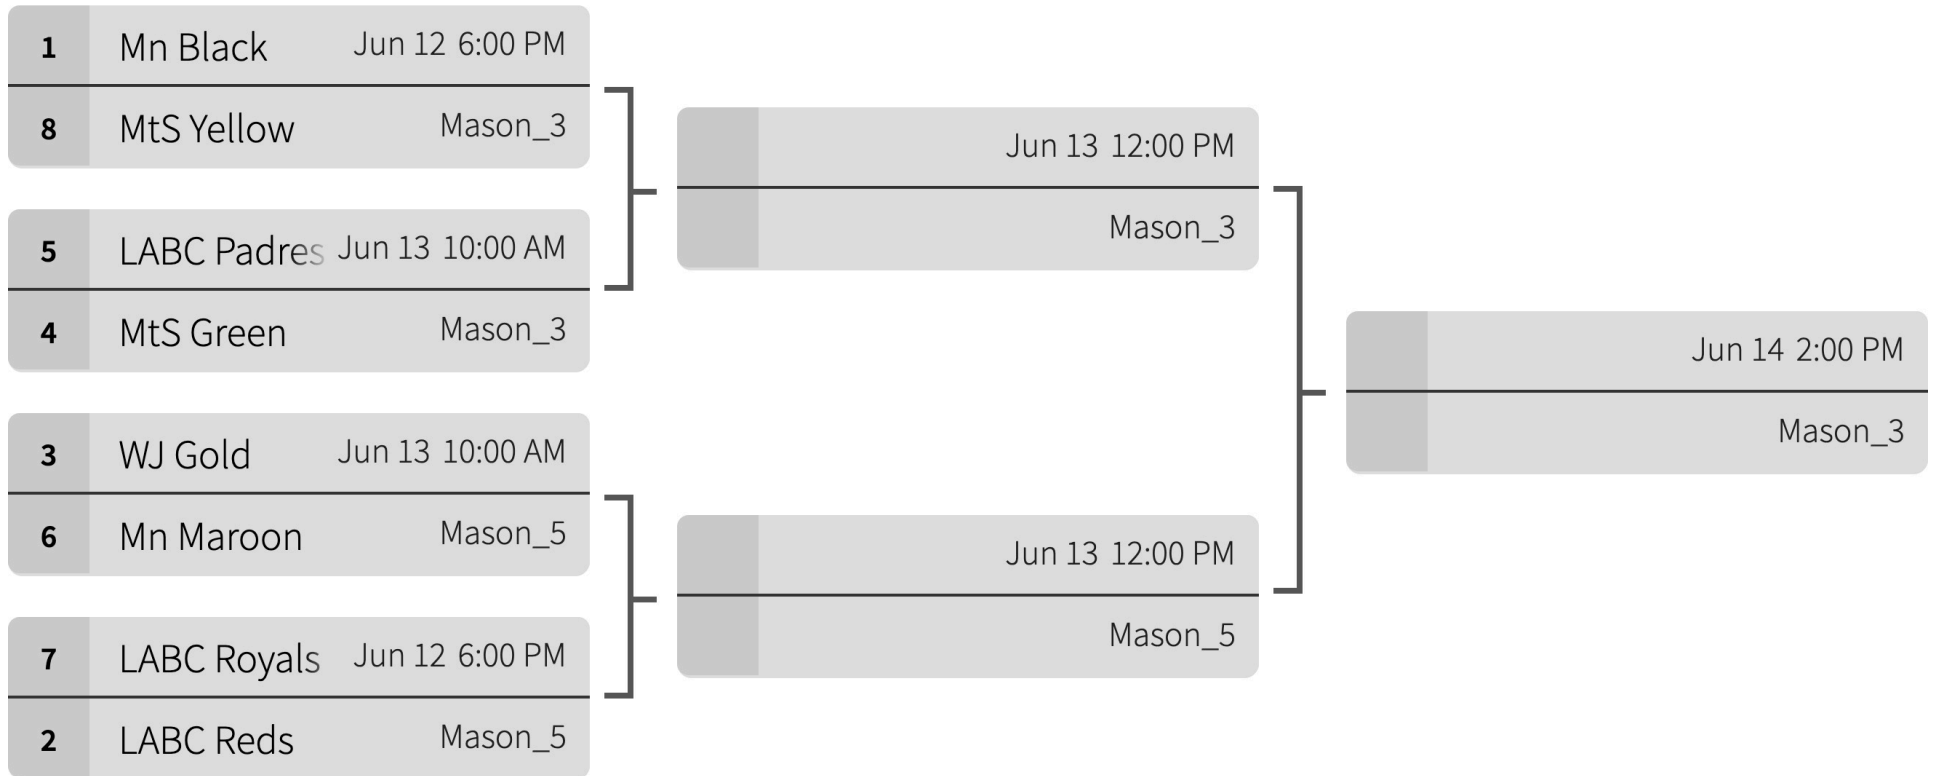 1 Mn Black Jun 12 6:00 PM
8 MtS Yellow Mason_3
5 LABC Padres Jun 13 10:00 AM
4 MtS Green Mason_3
3 WJ Gold Jun 13 10:00 AM
6 Mn Maroon Mason_5
7 LABC Royals Jun 12 6:00 PM
2 LABC Reds Mason_5
Jun 13 12:00 PM
Mason_3
Jun 13 12:00 PM
Mason_5
Jun 14 2:00 PM
Mason_3